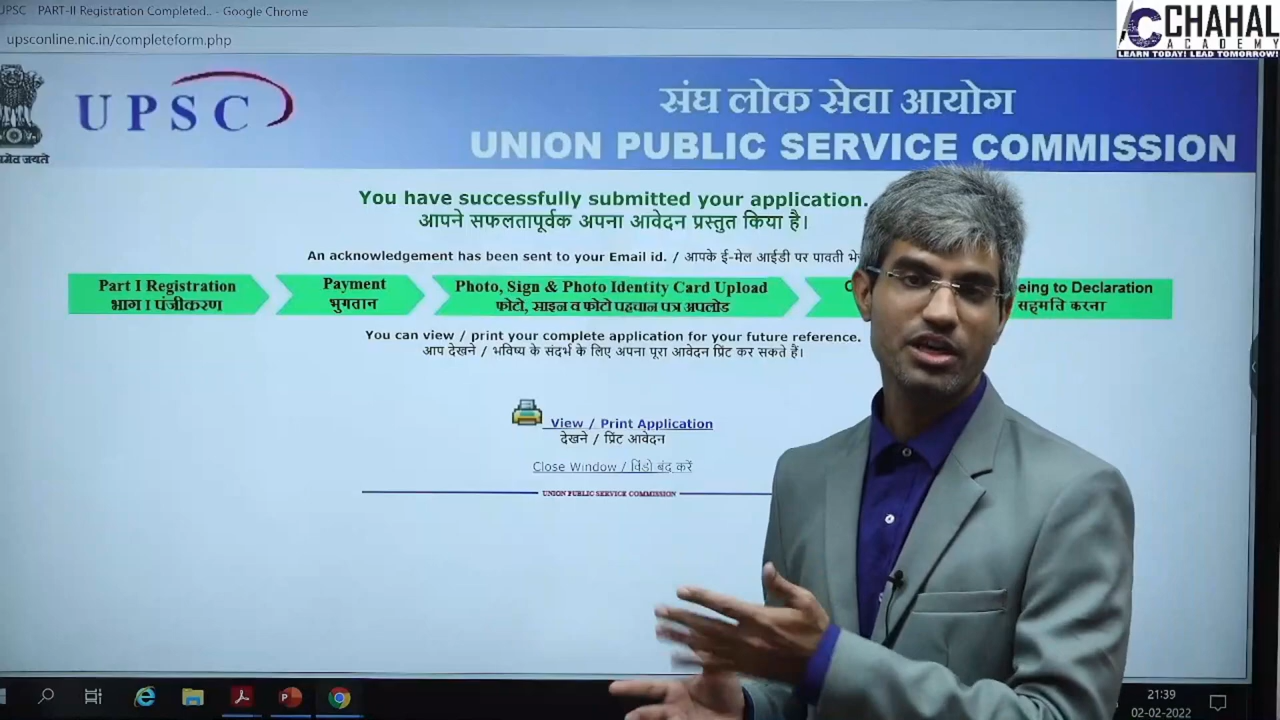 UPSC PART-II Registration Completed.. - Google Chrome
upsconline.nic.in/completeform.php
CHAHAL
ACADEMY
LEARN TODAY! LEAD TOMORROW!
UPSC
संघ लोक सेवा आयोग
UNION PUBLIC SERVICE COMMISSION
You have successfully submitted your application.
आपने सफलतापूर्वक अपना आवेदन प्रस्तुत किया है।
An acknowledgement has been sent to your Email id. / आपके ई-मेल आईडी पर पावती
Part I Registration
भाग I पंजीकरण
Payment
भुगतान
Photo, Sign & Photo Identity Card Upload
फोटो, साइन व फोटो पहचान पत्र अपलोड
to Declaration
सहमति करना
You can view / print your complete application for your future reference.
आप देखने / भविष्य के संदर्भ के लिए अपना पूरा आवेदन प्रिंट कर सकते हैं।
View / Print Application
देखने / प्रिंट आवेदन
Close Window / विंडो बंद करें
UNION PUBLIC SERVICE COMMISSION
21:39
02-02-2022